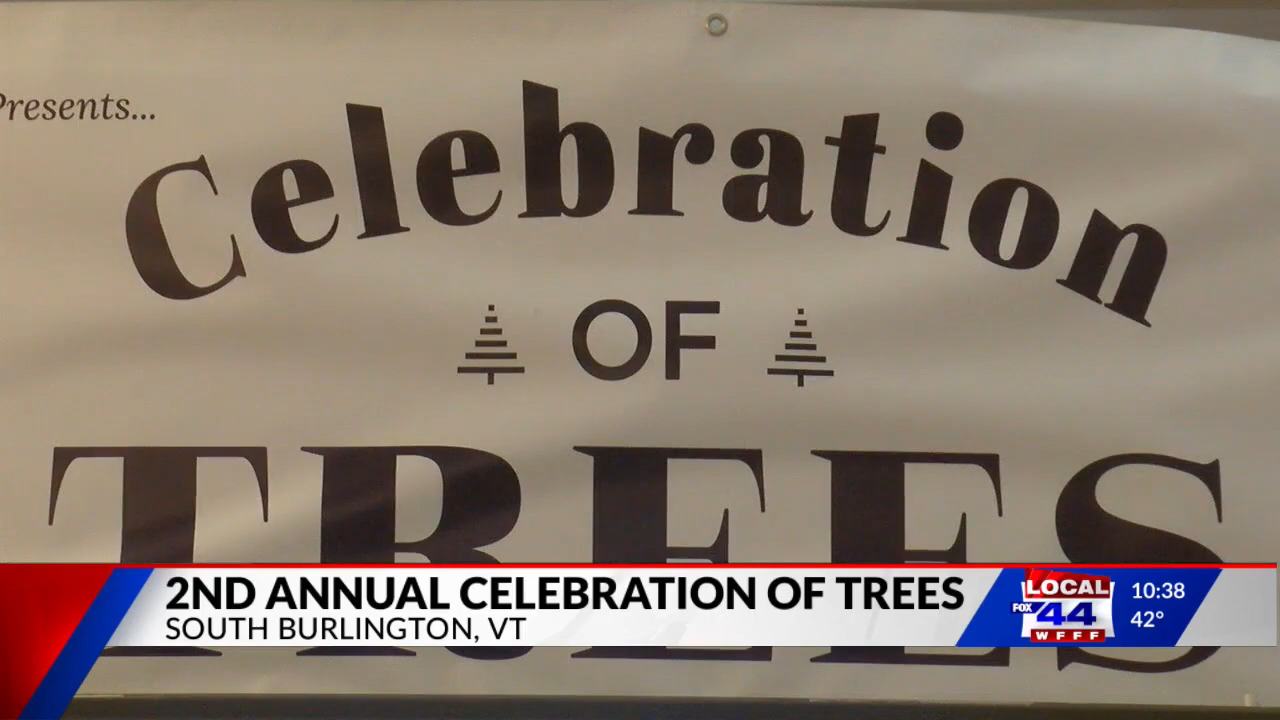 Presents...
Celebration
OF
TREES
2ND ANNUAL CELEBRATION OF TREES
SOUTH BURLINGTON, VT
LOCAL
FOX 44
WFFF
10:38
42°